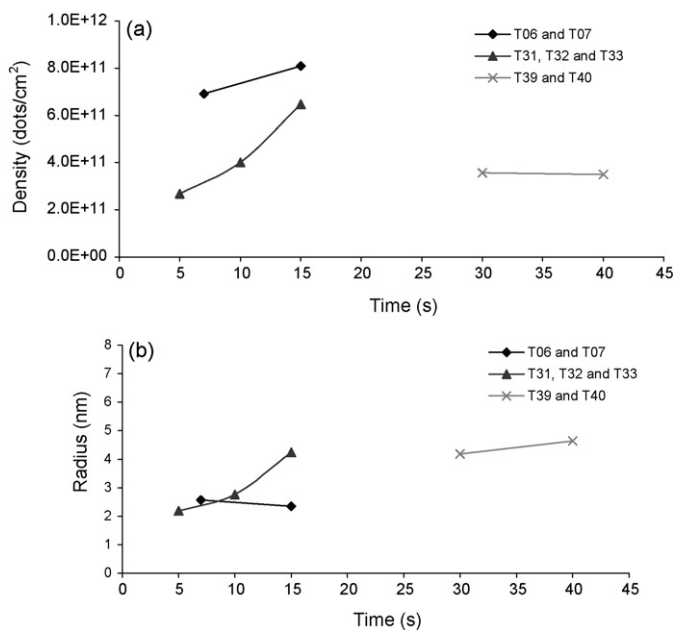 (a)
1.0E+12
8.0E+11
6.0E+11
4.0E+11
2.0E+11
0.0E+00
Density (dots/cm²)
T06 and T07
T31, T32 and T33
T39 and T40
0 5 10 15 20 25 30 35 40 45
Time (s)
(b)
8
7
6
5
4
3
2
1
0
Radius (nm)
T06 and T07
T31, T32 and T33
T39 and T40
0 5 10 15 20 25 30 35 40 45
Time (s)